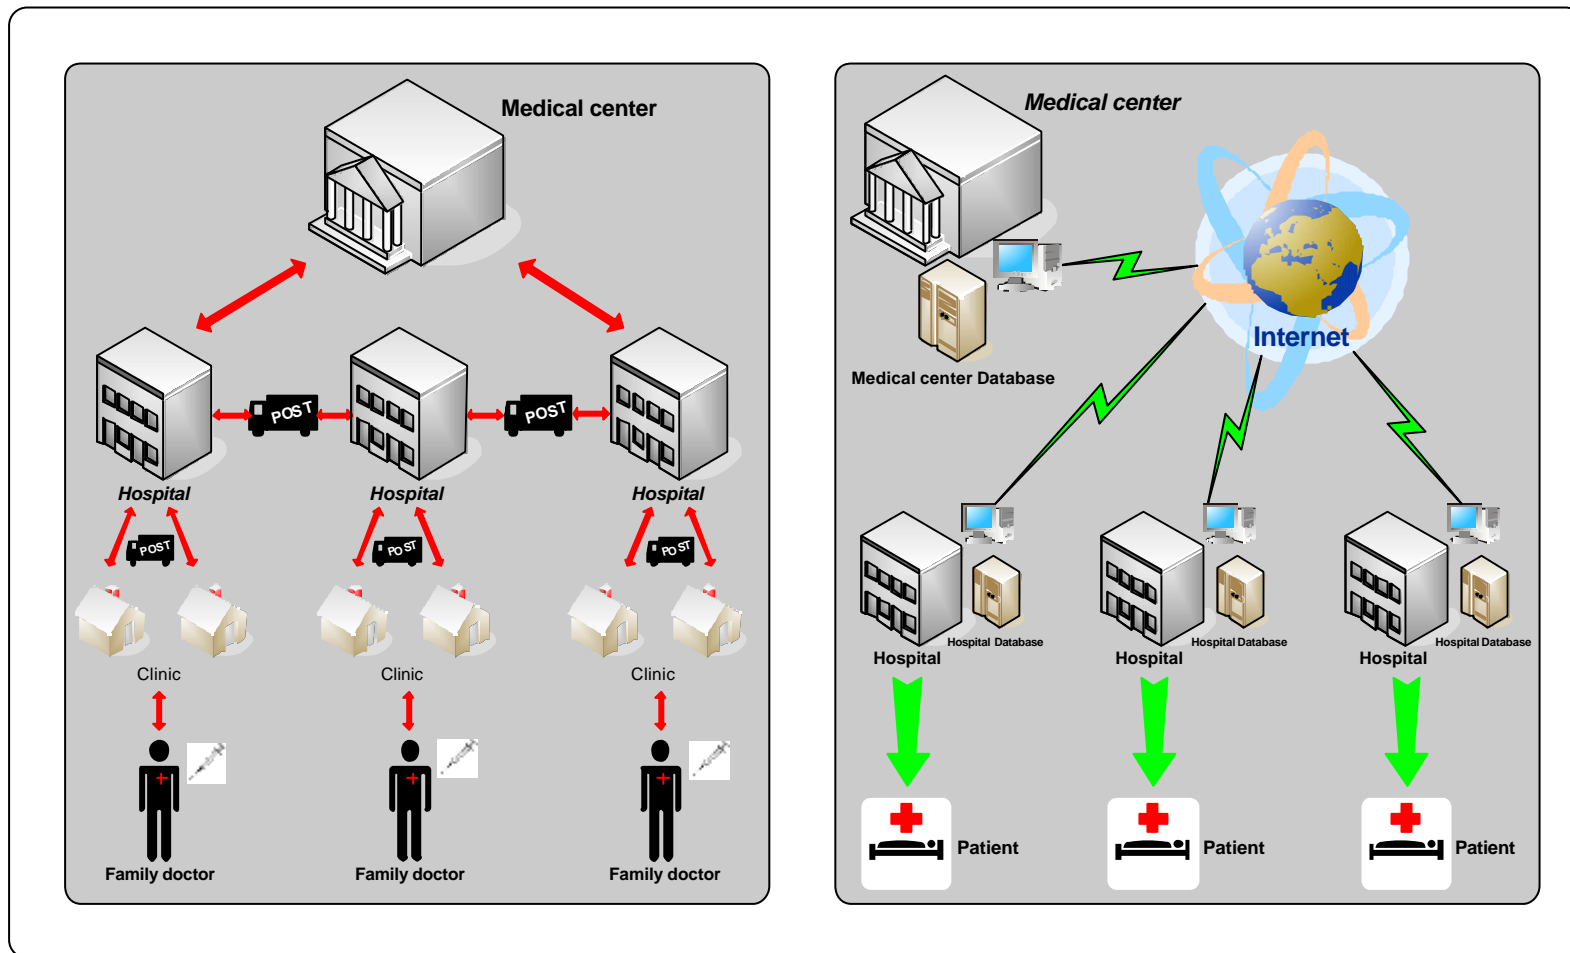 Medical center
POST
POST
Hospital
Hospital
Hospital
POST
POST
POST
Clinic
Clinic
Clinic
Family doctor
Family doctor
Family doctor
Medical center
Internet
Medical center Database
Hospital Database
Hospital Database
Hospital Database
Hospital
Hospital
Hospital
Patient
Patient
Patient